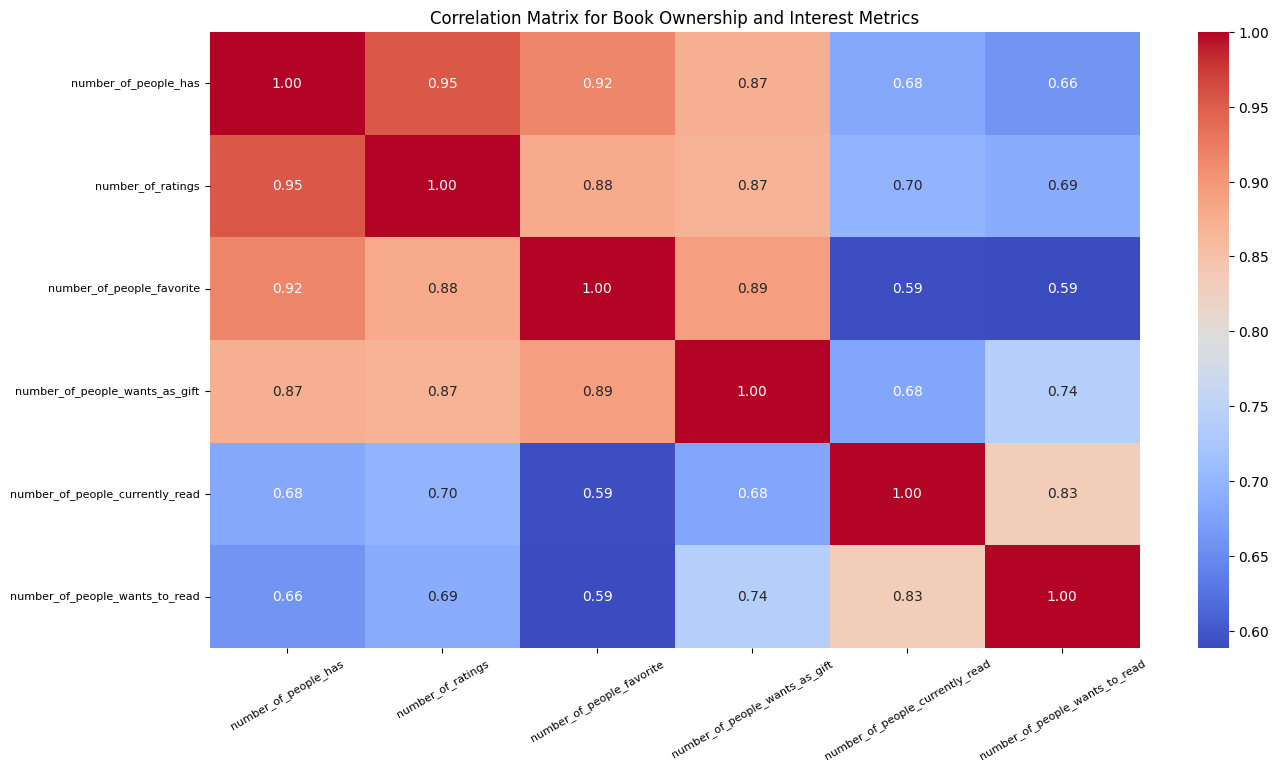 Correlation Matrix for Book Ownership and Interest Metrics
number_of_people_has 1.00 0.95 0.92 0.87 0.68 0.66
number_of_ratings 0.95 1.00 0.88 0.87 0.70 0.69
number_of_people_favorite 0.92 0.88 1.00 0.89 0.59 0.59
number_of_people_wants_as_gift 0.87 0.87 0.89 1.00 0.68 0.74
number_of_people_currently_read 0.68 0.70 0.59 0.68 1.00 0.83
number_of_people_wants_to_read 0.66 0.69 0.59 0.74 0.83 1.00
number_of_people_has
number_of_ratings
number_of_people_favorite
number_of_people_wants_as_gift
number_of_people_currently_read
number_of_people_wants_to_read
1.00
0.95
0.90
0.85
0.80
0.75
0.70
0.65
0.60